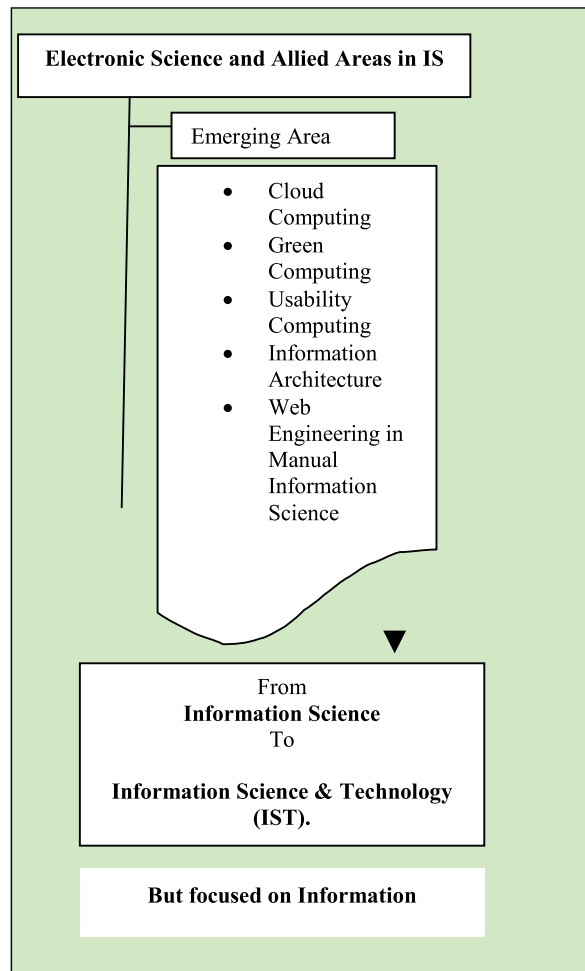 Electronic Science and Allied Areas in IS
Emerging Area
• Cloud
Computing
• Green
Computing
• Usability
Computing
• Information
Architecture
• Web
Engineering in
Manual
Information
Science
From
Information Science
To
Information Science & Technology
(IST).
But focused on Information